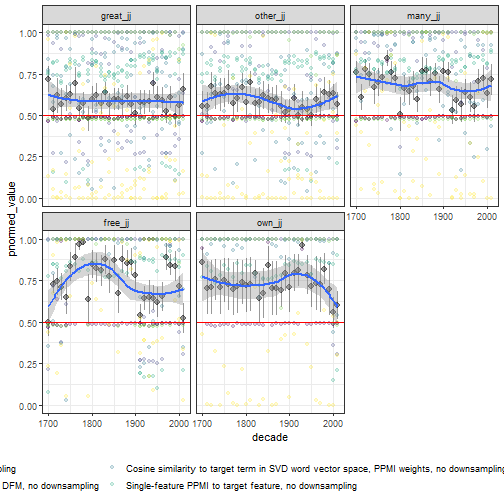 great_jj
other_jj
many_jj
1.00
0.75
0.50
0.25
0.00
pnormed_value
free_jj
own_jj
1700
1800
1900
2000
1.00
0.75
0.50
0.25
0.00
1700
1800
1900
2000
1700
1800
1900
2000
decade
pling
Cosine similarity to target term in SVD word vector space, PPMI weights, no downsampling
DFM, no downsampling
Single-feature PPMI to target feature, no downsampling